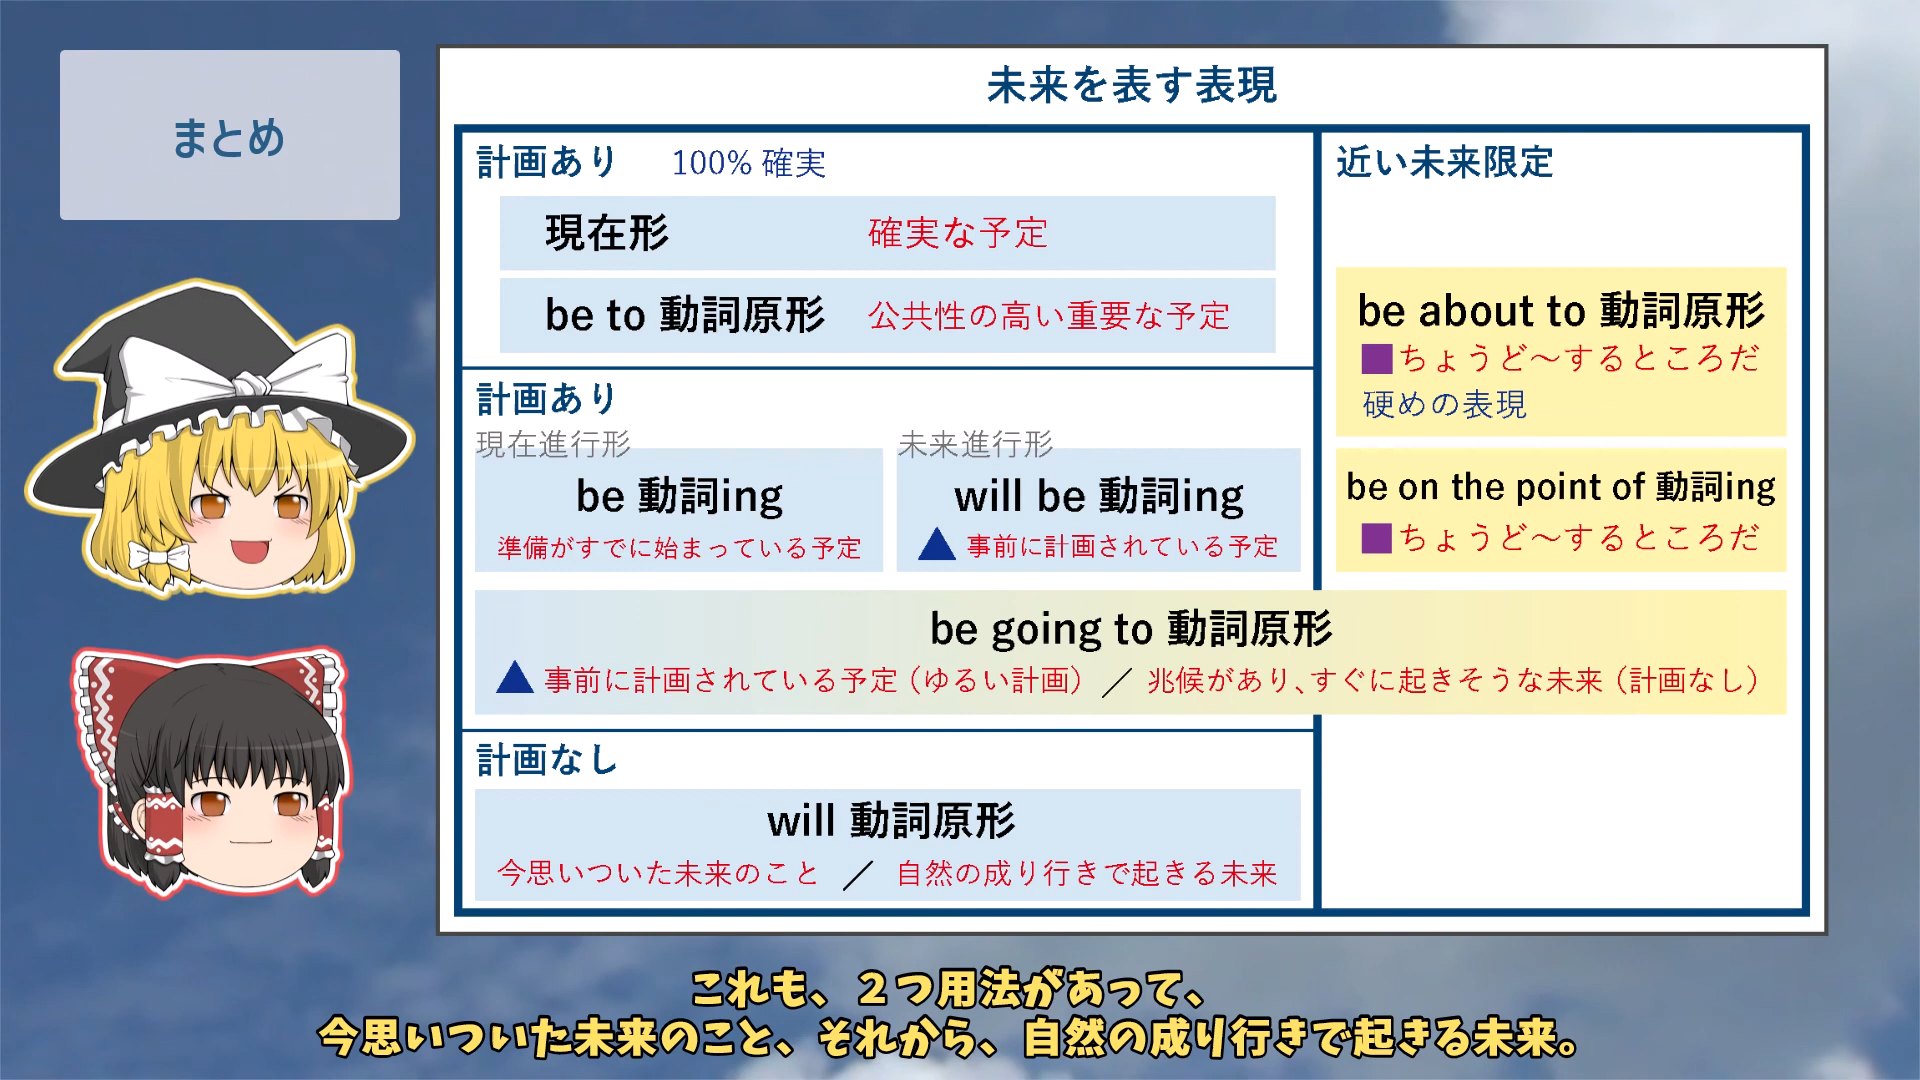 まとめ
未来を表す表現
計画あり 100% 確実
現在形 確実な予定
be to 動詞原形 公共性の高い重要な予定
計画あり
現在進行形
be 動詞ing
準備がすでに始まっている予定
未来進行形
will be 動詞ing
▲ 事前に計画されている予定
be going to 動詞原形
▲ 事前に計画されている予定（ゆるい計画） ／ 兆候があり、すぐに起きそうな未来（計画なし）
計画なし
will 動詞原形
今思いついた未来のこと ／ 自然の成り行きで起きる未来
近い未来限定
be about to 動詞原形
■ちょうど～するところだ
硬めの表現
be on the point of 動詞ing
■ちょうど～するところだ
これも、２つ用法があって、
今思いついた未来のこと、それから、自然の成り行きで起きる未来。